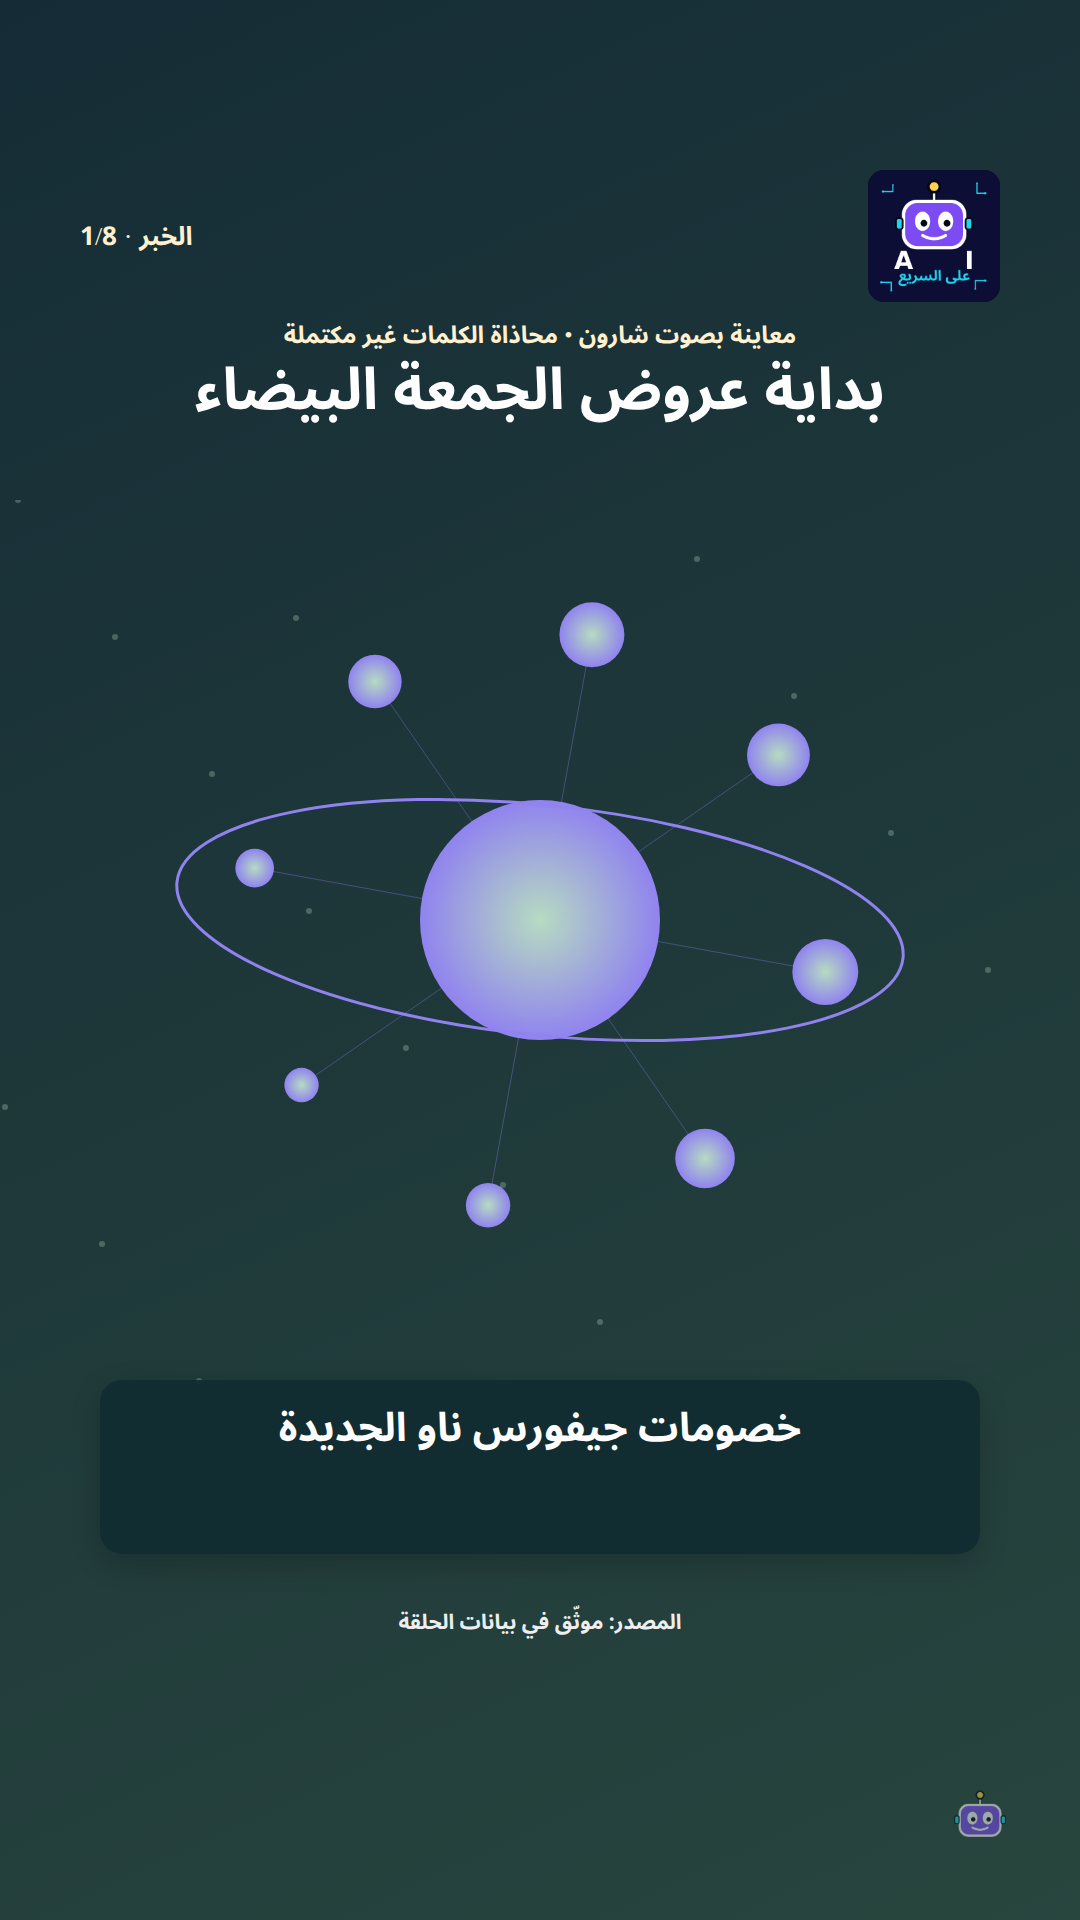 A I
على السريع
الخبر · 1/8
معاينة بصوت شارون • محاذاة الكلمات غير مكتملة
بداية عروض الجمعة البيضاء
خصومات جيفورس ناو الجديدة
المصدر: موثّق في بيانات الحلقة